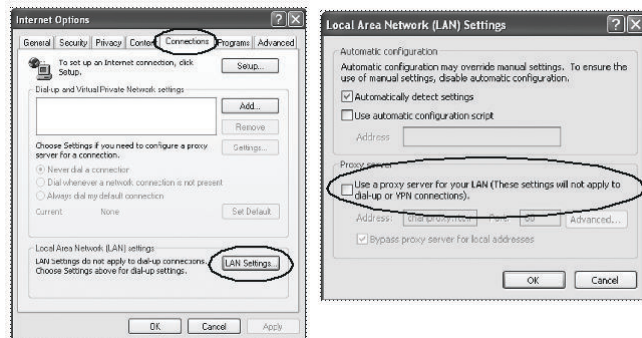 Internet Options
General Security Privacy Content Connections Programs Advanced
To set up an Internet connection, click
Setup.
Setup...
Dial-up and Virtual Private Network settings
Add...
Remove
Choose Settings if you need to configure a proxy
server for a connection.
Settings...
Never dial a connection
Dial whenever a network connection is not present
Always dial my default connection
Current None
Set Default
Local Area Network (LAN) settings
LAN Settings do not apply to dial-up connections.
Choose Settings above for dial-up settings.
LAN Settings...
OK Cancel Apply
Local Area Network (LAN) Settings
Automatic configuration
Automatic configuration may override manual settings. To ensure the
use of manual settings, disable automatic configuration.
Automatically detect settings
Use automatic configuration script
Address
Proxy server
Use a proxy server for your LAN (These settings will not apply to
dial-up or VPN connections).
Address: Port: 80 Advanced...
Bypass proxy server for local addresses
OK Cancel